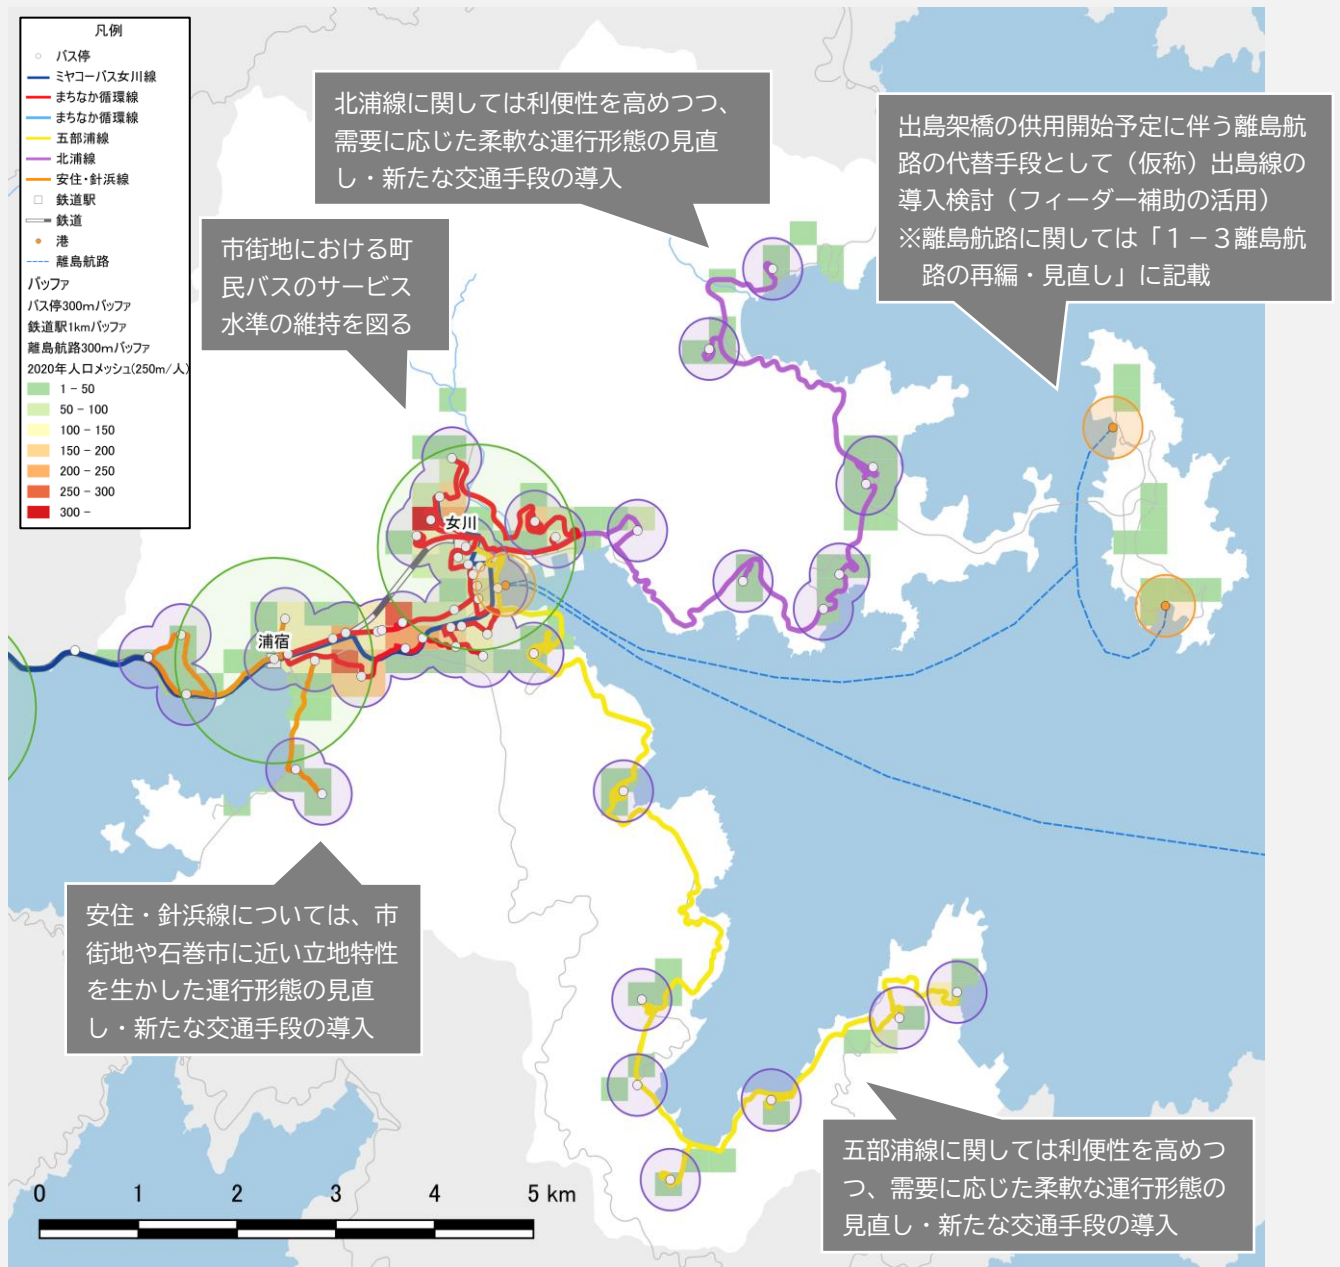 凡例
バス停
ミヤコーバス女川線
まちなか循環線
まちなか循環線
五部浦線
北浦線
安住・針浜線
鉄道駅
鉄道
港
離島航路
バッファ
バス停300mバッファ
鉄道駅1kmバッファ
離島航路300mバッファ
2020年人口メッシュ(250m/人)
1 - 50
50 - 100
100 - 150
150 - 200
200 - 250
250 - 300
300 -
北浦線に関しては利便性を高めつつ、
需要に応じた柔軟な運行形態の見直
し・新たな交通手段の導入
出島架橋の供用開始予定に伴う離島航
路の代替手段として（仮称）出島線の
導入検討（フィーダー補助の活用）
※離島航路に関しては「１－３離島航
路の再編・見直し」に記載
市街地における町
民バスのサービス
水準の維持を図る
女川
浦宿
安住・針浜線については、市
街地や石巻市に近い立地特性
を生かした運行形態の見直
し・新たな交通手段の導入
五部浦線に関しては利便性を高めつ
つ、需要に応じた柔軟な運行形態の
見直し・新たな交通手段の導入
0 1 2 3 4 5 km